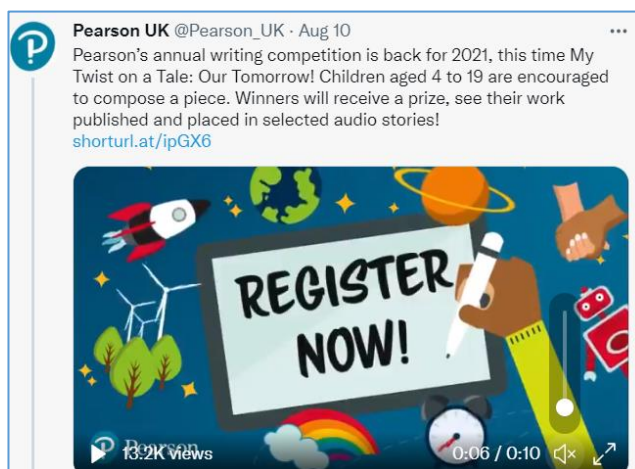 Pearson UK @Pearson_UK · Aug 10
Pearson's annual writing competition is back for 2021, this time My
Twist on a Tale: Our Tomorrow! Children aged 4 to 19 are encouraged
to compose a piece. Winners will receive a prize, see their work
published and placed in selected audio stories!
shorturl.at/ipGX6
REGISTER
NOW!
Pearson
13.2K views
0:06 / 0:10